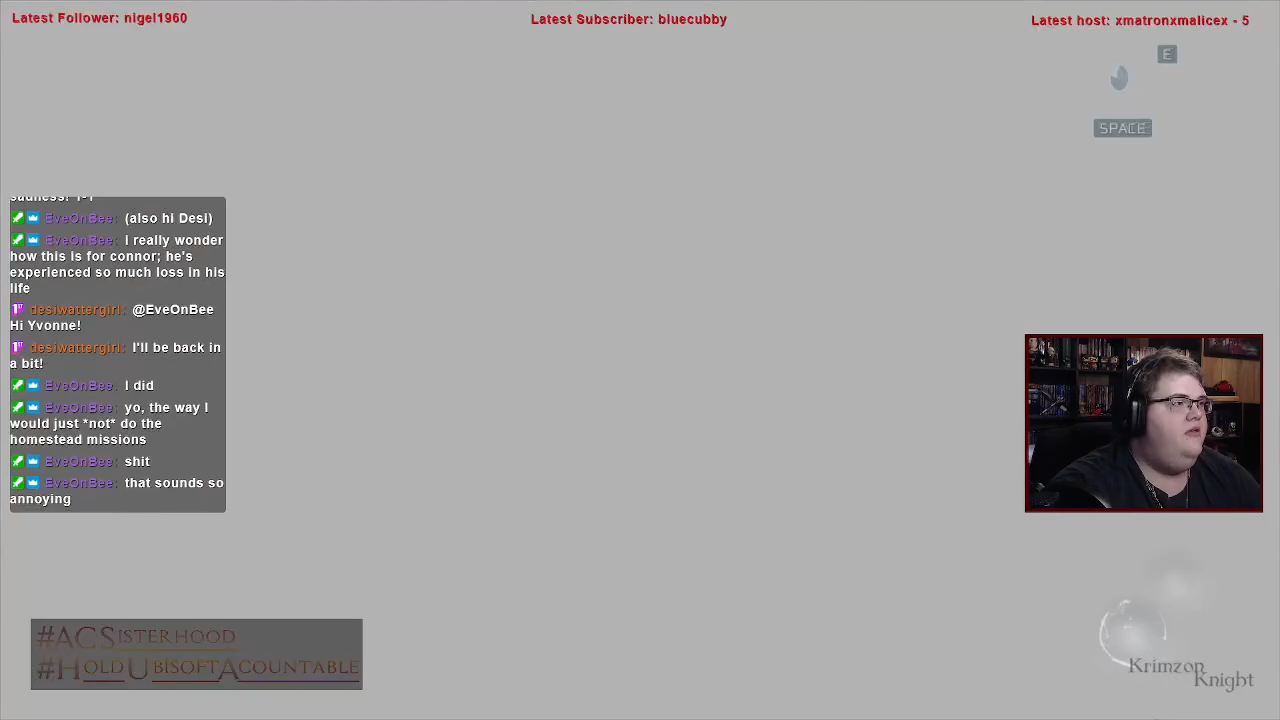 Latest Follower: nigel1960
Latest Subscriber: bluecubby
Latest host: xmatronxmalicex - 5
E
SPACE
EveOnBee: (also hi Desi)
EveOnBee: I really wonder
how this is for connor; he's
experienced so much loss in his
life
desiwattergirl: @EveOnBee
Hi Yvonne!
desiwattergirl: I'll be back in
a bit!
EveOnBee: I did
EveOnBee: yo, the way I
would just *not* do the
homestead missions
EveOnBee: shit
EveOnBee: that sounds so
annoying
#ACSisterhood
#HoldUbisoftAcountable
Krimzon
Knight